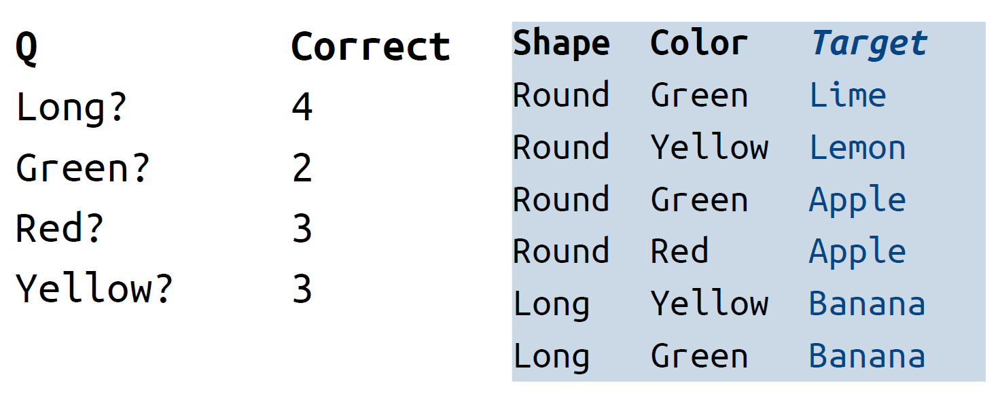 Q Correct
Long? 4
Green? 2
Red? 3
Yellow? 3
Shape Color Target
Round Green Lime
Round Yellow Lemon
Round Green Apple
Round Red Apple
Long Yellow Banana
Long Green Banana